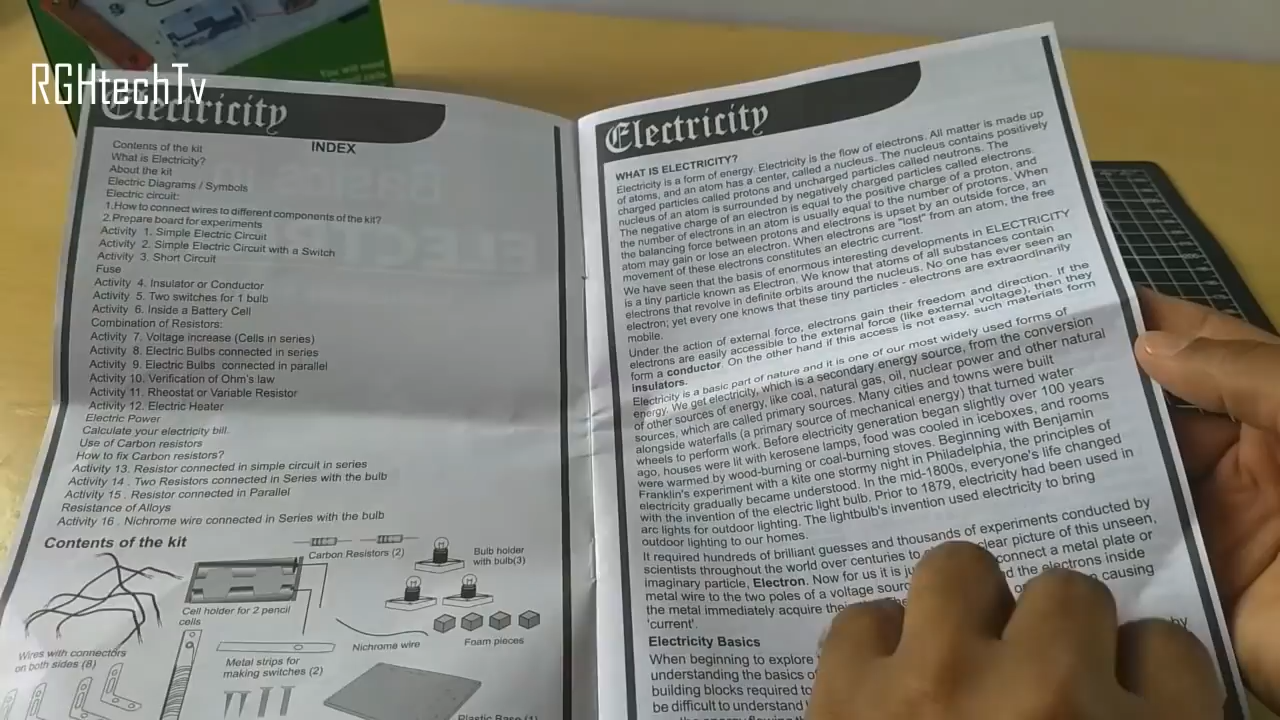 RGHtechTv
You will need
Electricity
INDEX
Contents of the kit
What is Electricity?
About the kit
Electric Diagrams / Symbols
Electric circuit:
1.How to connect wires to different components of the kit?
2.Prepare board for experiments
Activity 1. Simple Electric Circuit
Activity 2. Simple Electric Circuit with a Switch
Activity 3. Short Circuit
Fuse
Activity 4. Insulator or Conductor
Activity 5. Two switches for 1 bulb
Activity 6. Inside a Battery Cell
Combination of Resistors:
Activity 7. Voltage increase (Cells in series)
Activity 8. Electric Bulbs connected in series
Activity 9. Electric Bulbs connected in parallel
Activity 10. Verification of Ohm's law
Activity 11. Rheostat or Variable Resistor
Activity 12. Electric Heater
Electric Power
Calculate your electricity bill.
Use of Carbon resistors
How to fix Carbon resistors?
Activity 13. Resistor connected in simple circuit in series
Activity 14 . Two Resistors connected in Series with the bulb
Activity 15 . Resistor connected in Parallel
Resistance of Alloys
Activity 16 . Nichrome wire connected in Series with the bulb
Contents of the kit
Carbon Resistors (2)
Bulb holder
with bulb(3)
Cell holder for 2 pencil
cells
Nichrome wire
Foam pieces
Wires with connectors
on both sides (8)
Metal strips for
making switches (2)
Plastic Base (1)
Electricity
WHAT IS ELECTRICITY?
Electricity is a form of energy. Electricity is the flow of electrons. All matter is made up
of atoms, and an atom has a center, called a nucleus. The nucleus contains positively
charged particles called protons and uncharged particles called neutrons. The
nucleus of an atom is surrounded by negatively charged particles called electrons.
The negative charge of an electron is equal to the positive charge of a proton, and
the number of electrons in an atom is usually equal to the number of protons. When
the balancing force between protons and electrons is upset by an outside force, an
atom may gain or lose an electron. When electrons are "lost" from an atom, the free
movement of these electrons constitutes an electric current.
We have seen that the basis of enormous interesting developments in ELECTRICITY
is a tiny particle known as Electron. We know that atoms of all substances contain
electrons that revolve in definite orbits around the nucleus. No one has ever seen an
electron; yet every one knows that these tiny particles - electrons are extraordinarily
mobile.
Under the action of external force, electrons gain their freedom and direction. If the
electrons are easily accessible to the external force (like external voltage), then they
form a conductor. On the other hand if this access is not easy, such materials form
insulators.
Electricity is a basic part of nature and it is one of our most widely used forms of
energy. We get electricity, which is a secondary energy source, from the conversion
of other sources of energy, like coal, natural gas, oil, nuclear power and other natural
sources, which are called primary sources. Many cities and towns were built
alongside waterfalls (a primary source of mechanical energy) that turned water
wheels to perform work. Before electricity generation began slightly over 100 years
ago, houses were lit with kerosene lamps, food was cooled in iceboxes, and rooms
were warmed by wood-burning or coal-burning stoves. Beginning with Benjamin
Franklin's experiment with a kite one stormy night in Philadelphia, the principles of
electricity gradually became understood. In the mid-1800s, everyone's life changed
with the invention of the electric light bulb. Prior to 1879, electricity had been used in
arc lights for outdoor lighting. The lightbulb's invention used electricity to bring
outdoor lighting to our homes.
It required hundreds of brilliant guesses and thousands of experiments conducted by
scientists throughout the world over centuries to clear picture of this unseen,
imaginary particle, Electron. Now for us it is connect a metal plate or
metal wire to the two poles of a voltage the electrons inside
the metal immediately acquire causing
'current'.
Electricity Basics
by
When beginning to explore
understanding the basics of
building blocks required to
be difficult to understand